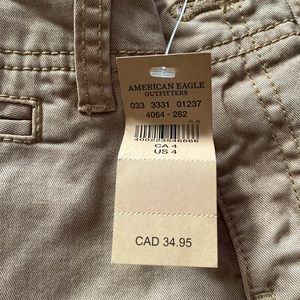 AMERICAN EAGLE
OUTFITTERS
033 3331 01237
4064 - 282
CA 4
US 4
CAD 34.95